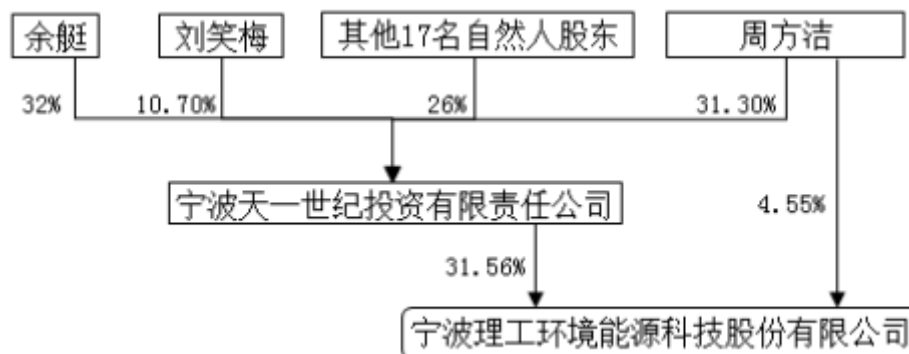 余艇
刘笑梅
其他17名自然人股东
周方洁
32%
10.70%
26%
31.30%
宁波天一世纪投资有限责任公司
4.55%
31.56%
宁波理工环境能源科技股份有限公司